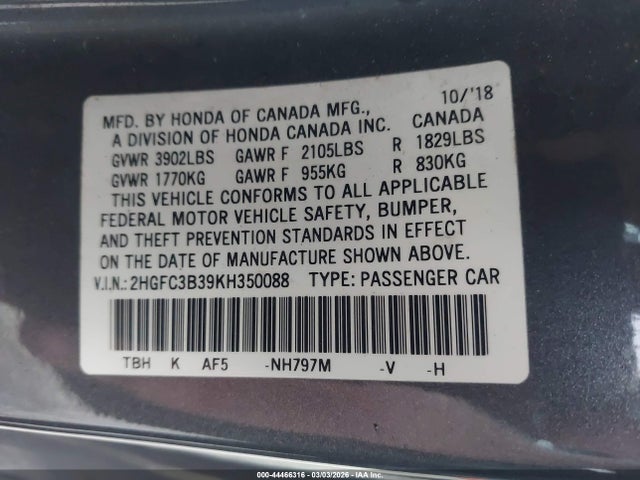 10/'18
MFD. BY HONDA OF CANADA MFG., CANADA
A DIVISION OF HONDA CANADA INC.
GVWR 3902LBS GAWR F 2105LBS R 1829LBS
GVWR 1770KG GAWR F 955KG R 830KG
THIS VEHICLE CONFORMS TO ALL APPLICABLE
FEDERAL MOTOR VEHICLE SAFETY, BUMPER,
AND THEFT PREVENTION STANDARDS IN EFFECT
ON THE DATE OF MANUFACTURE SHOWN ABOVE.
V.I.N.:2HGFC3B39KH350088 TYPE: PASSENGER CAR
TBH K AF5 -NH797M -V -H
000-44466316 | 03/03/2026 | IAA Inc.